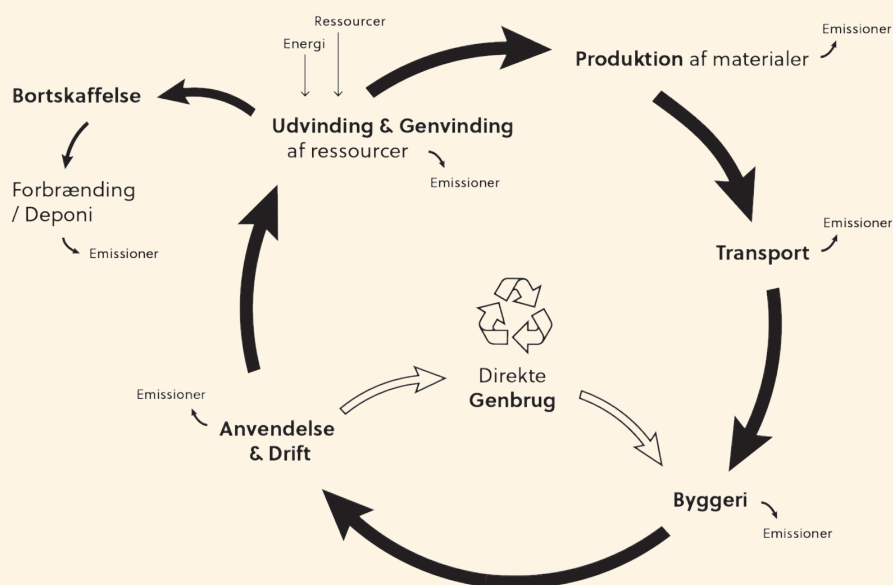 Ressourcer
Energi
Emissioner
Produktion af materialer
Bortskaffelse
Udvinding & Genvinding
af ressourcer
Emissioner
Forbrænding
/ Deponi
Emissioner
Emissioner
Transport
Direkte
Genbrug
Emissioner
Anvendelse
& Drift
Byggeri
Emissioner